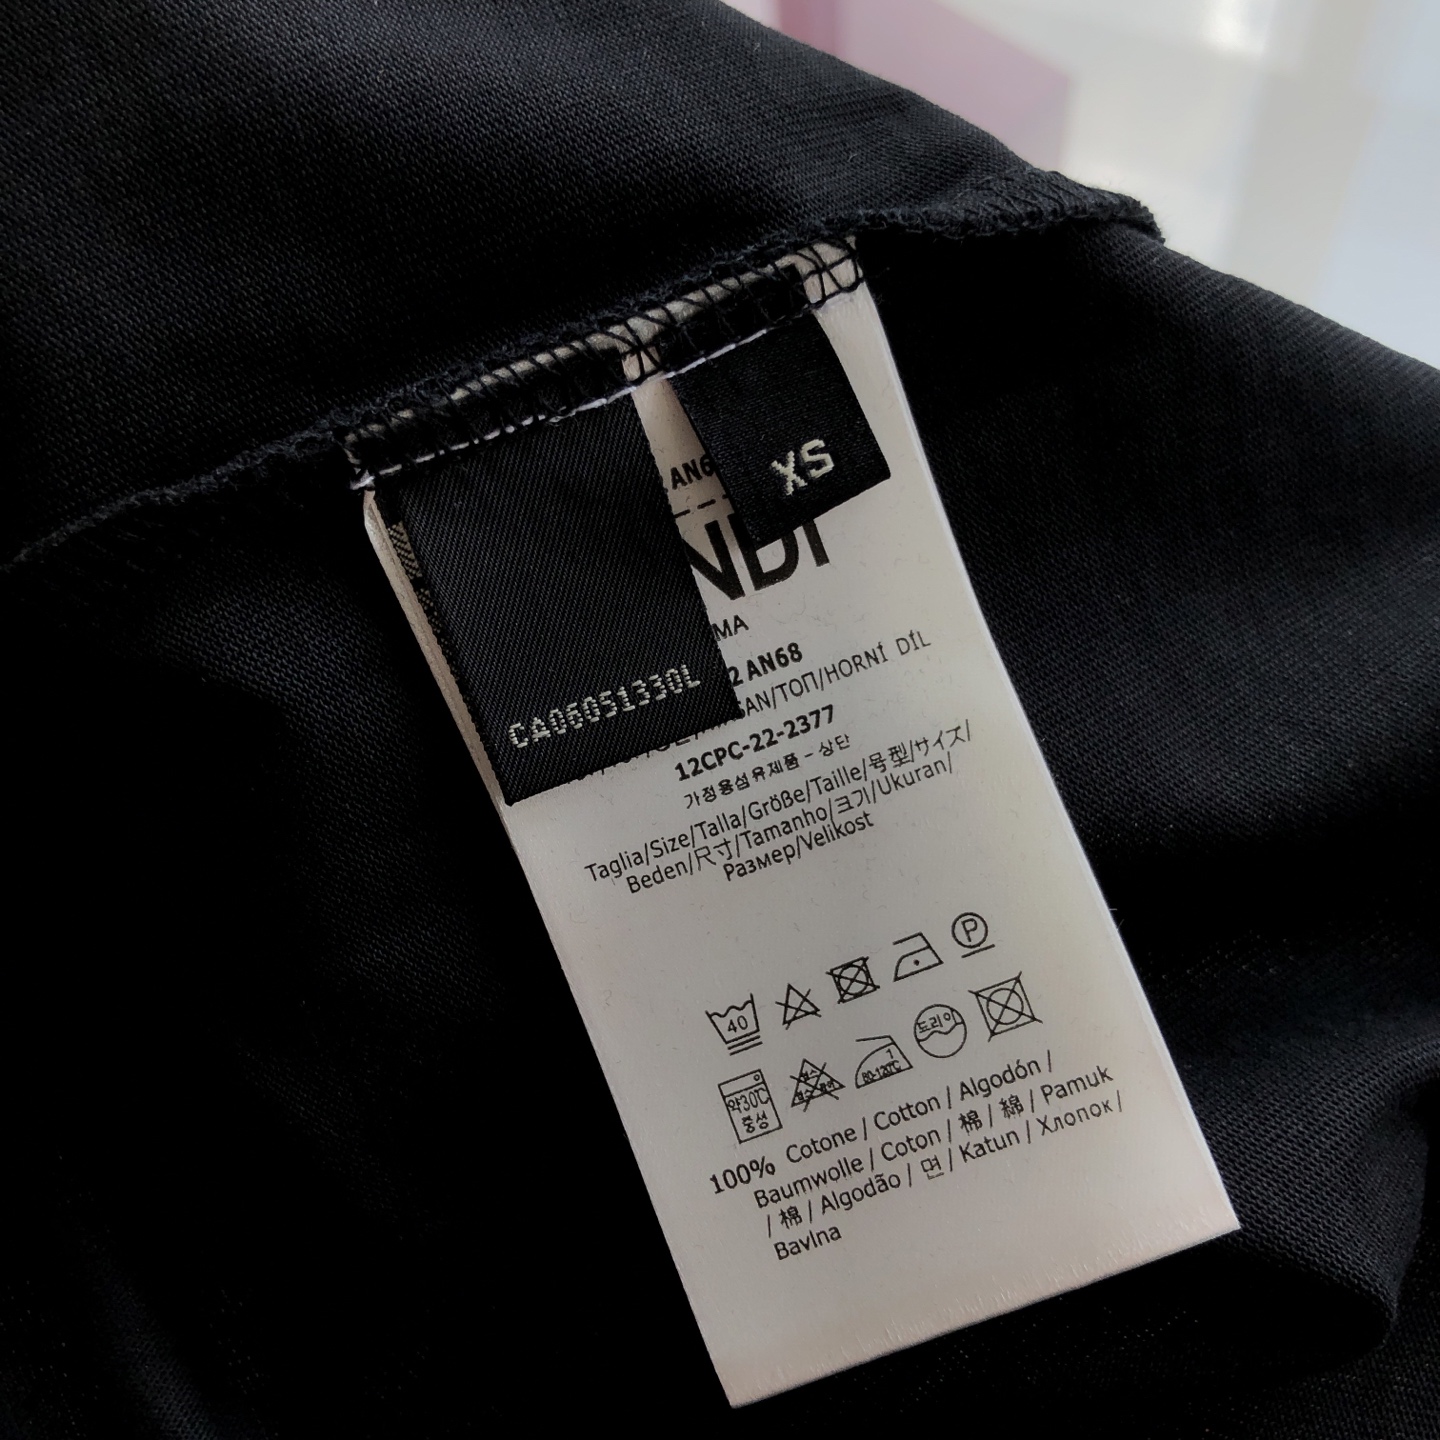 XS
AN6
NDI
MA
2 AN68
SAN/ТОП/HORNÍ DÍL
12CPC-22-2377
가정용섬유제품 - 상단
CA06051330L
Taglia/Size/Talla/Größe/Taille/号型/サイズ/
Beden/尺寸/Tamanho/크기/Ukuran/
Размер/Velikost
P
40
드리이
80-120℃
약30℃
중성
100% Cotone / Cotton / Algodón /
Baumwolle / Coton / 棉 / 綿 / Pamuk
/ 棉 / Algodão / 면 / Katun / Хлопок /
Bavlna